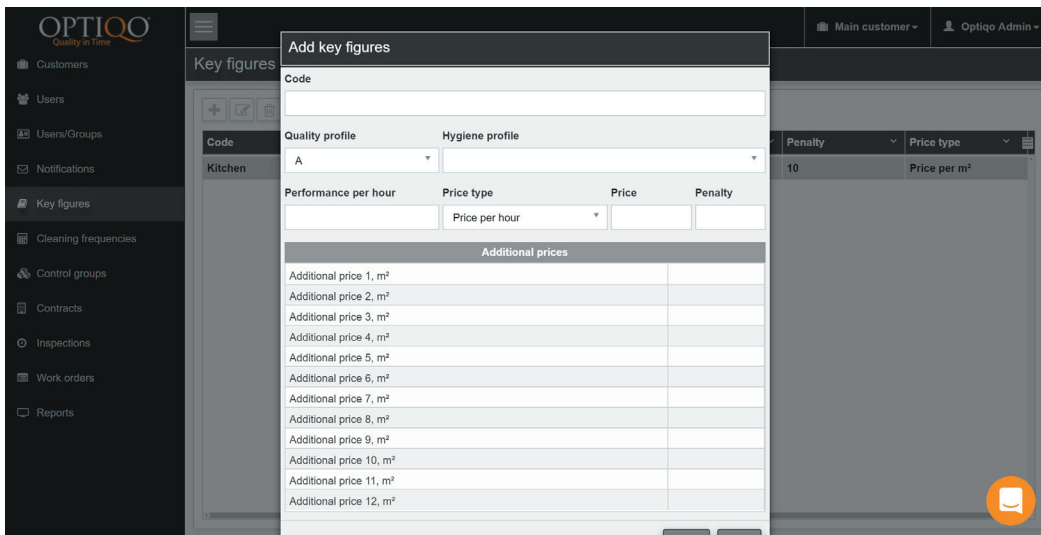 OPTIQO
Quality in Time
Main customer
Optiqo Admin
Customers
Users
Users/Groups
Notifications
Key figures
Cleaning frequencies
Control groups
Contracts
Inspections
Work orders
Reports
Key figures
Code
Penalty
Price type
Kitchen
10
Price per m²
Add key figures
Code
Quality profile
Hygiene profile
A
Performance per hour
Price type
Price
Penalty
Price per hour
Additional prices
Additional price 1, m²
Additional price 2, m²
Additional price 3, m²
Additional price 4, m²
Additional price 5, m²
Additional price 6, m²
Additional price 7, m²
Additional price 8, m²
Additional price 9, m²
Additional price 10, m²
Additional price 11, m²
Additional price 12, m²